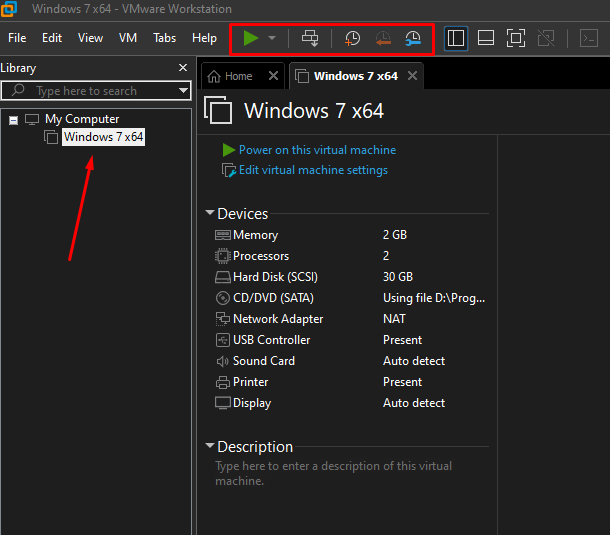 Windows 7 x64 - VMware Workstation
File Edit View VM Tabs Help
Library
Type here to search
My Computer
Windows 7 x64
Home
Windows 7 x64
Windows 7 x64
Power on this virtual machine
Edit virtual machine settings
Devices
Memory 2 GB
Processors 2
Hard Disk (SCSI) 30 GB
CD/DVD (SATA) Using file D:\Prog...
Network Adapter NAT
USB Controller Present
Sound Card Auto detect
Printer Present
Display Auto detect
Description
Type here to enter a description of this virtual
machine.